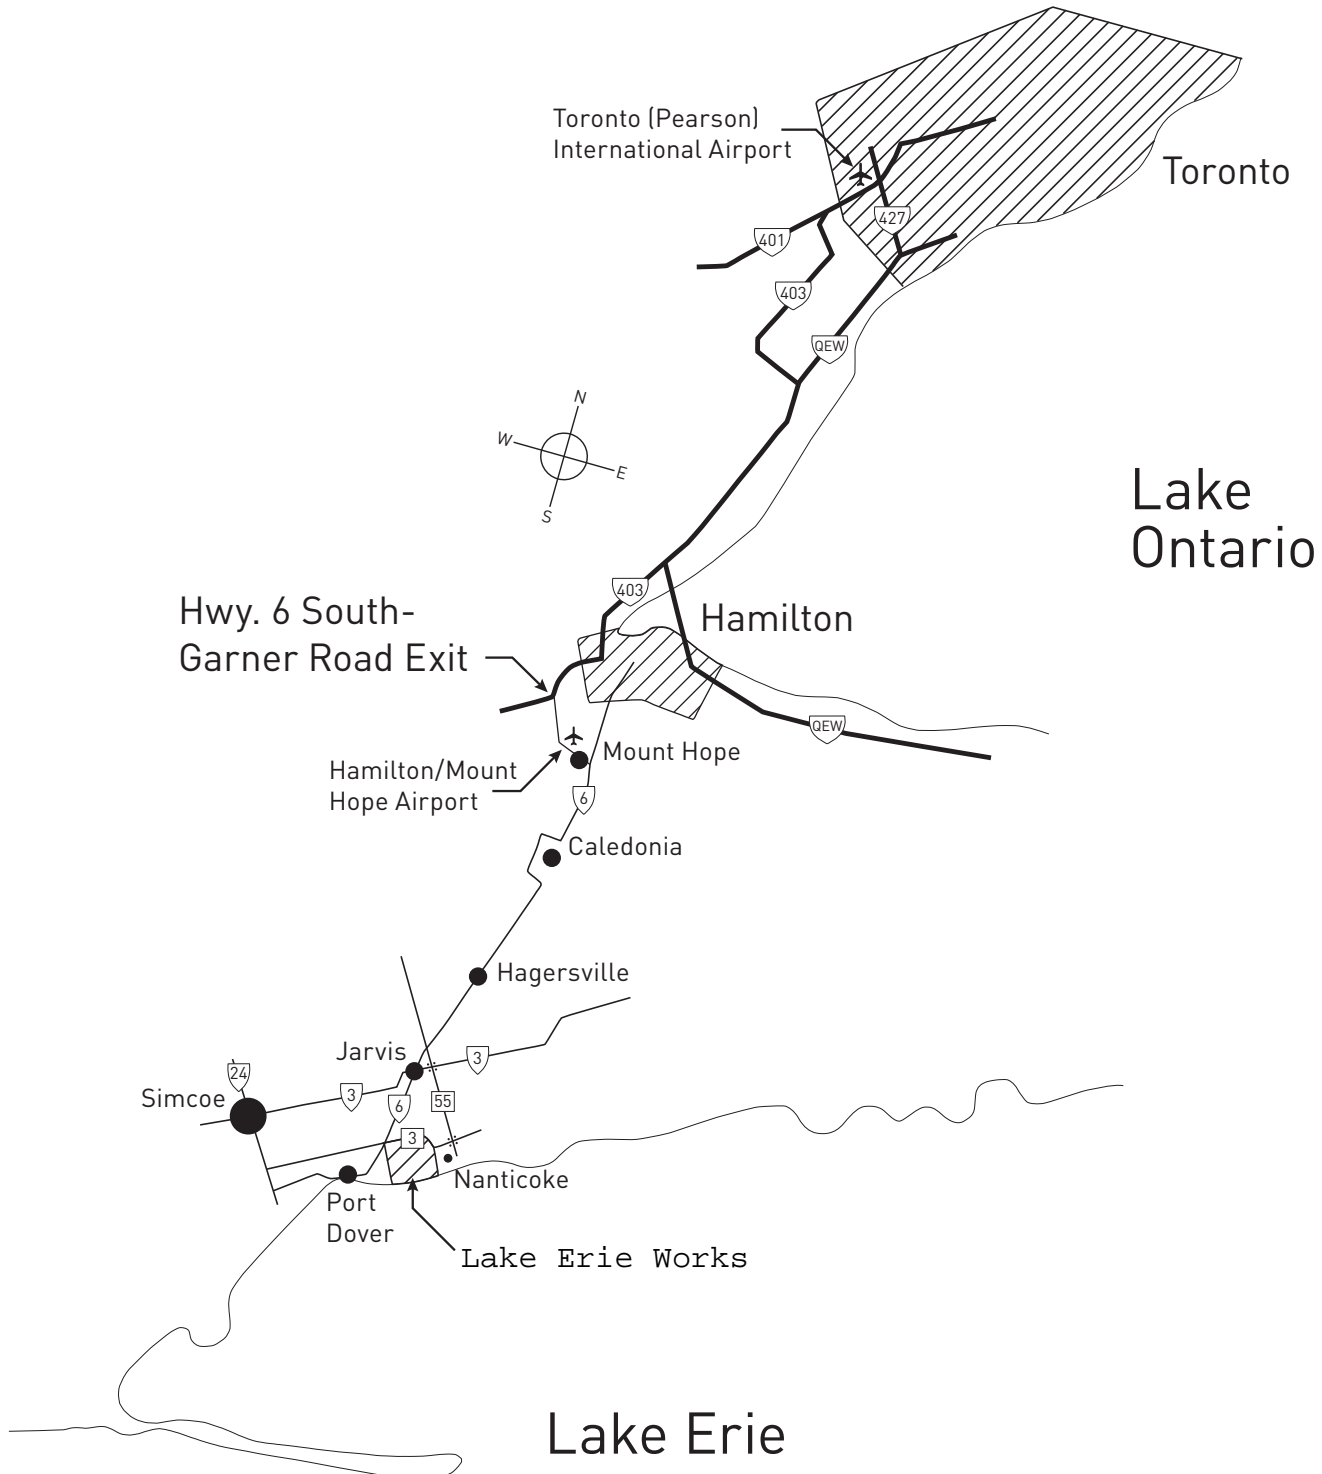 Toronto (Pearson)
International Airport
Toronto
427
401
403
QEW
N
W
E
S
Lake
Ontario
403
Hwy. 6 South-
Garner Road Exit
Hamilton
QEW
Mount Hope
Hamilton/Mount
Hope Airport
6
Caledonia
Hagersville
Jarvis
3
24
Simcoe
3
6
55
3
Nanticoke
Port
Dover
Lake Erie Works
Lake Erie